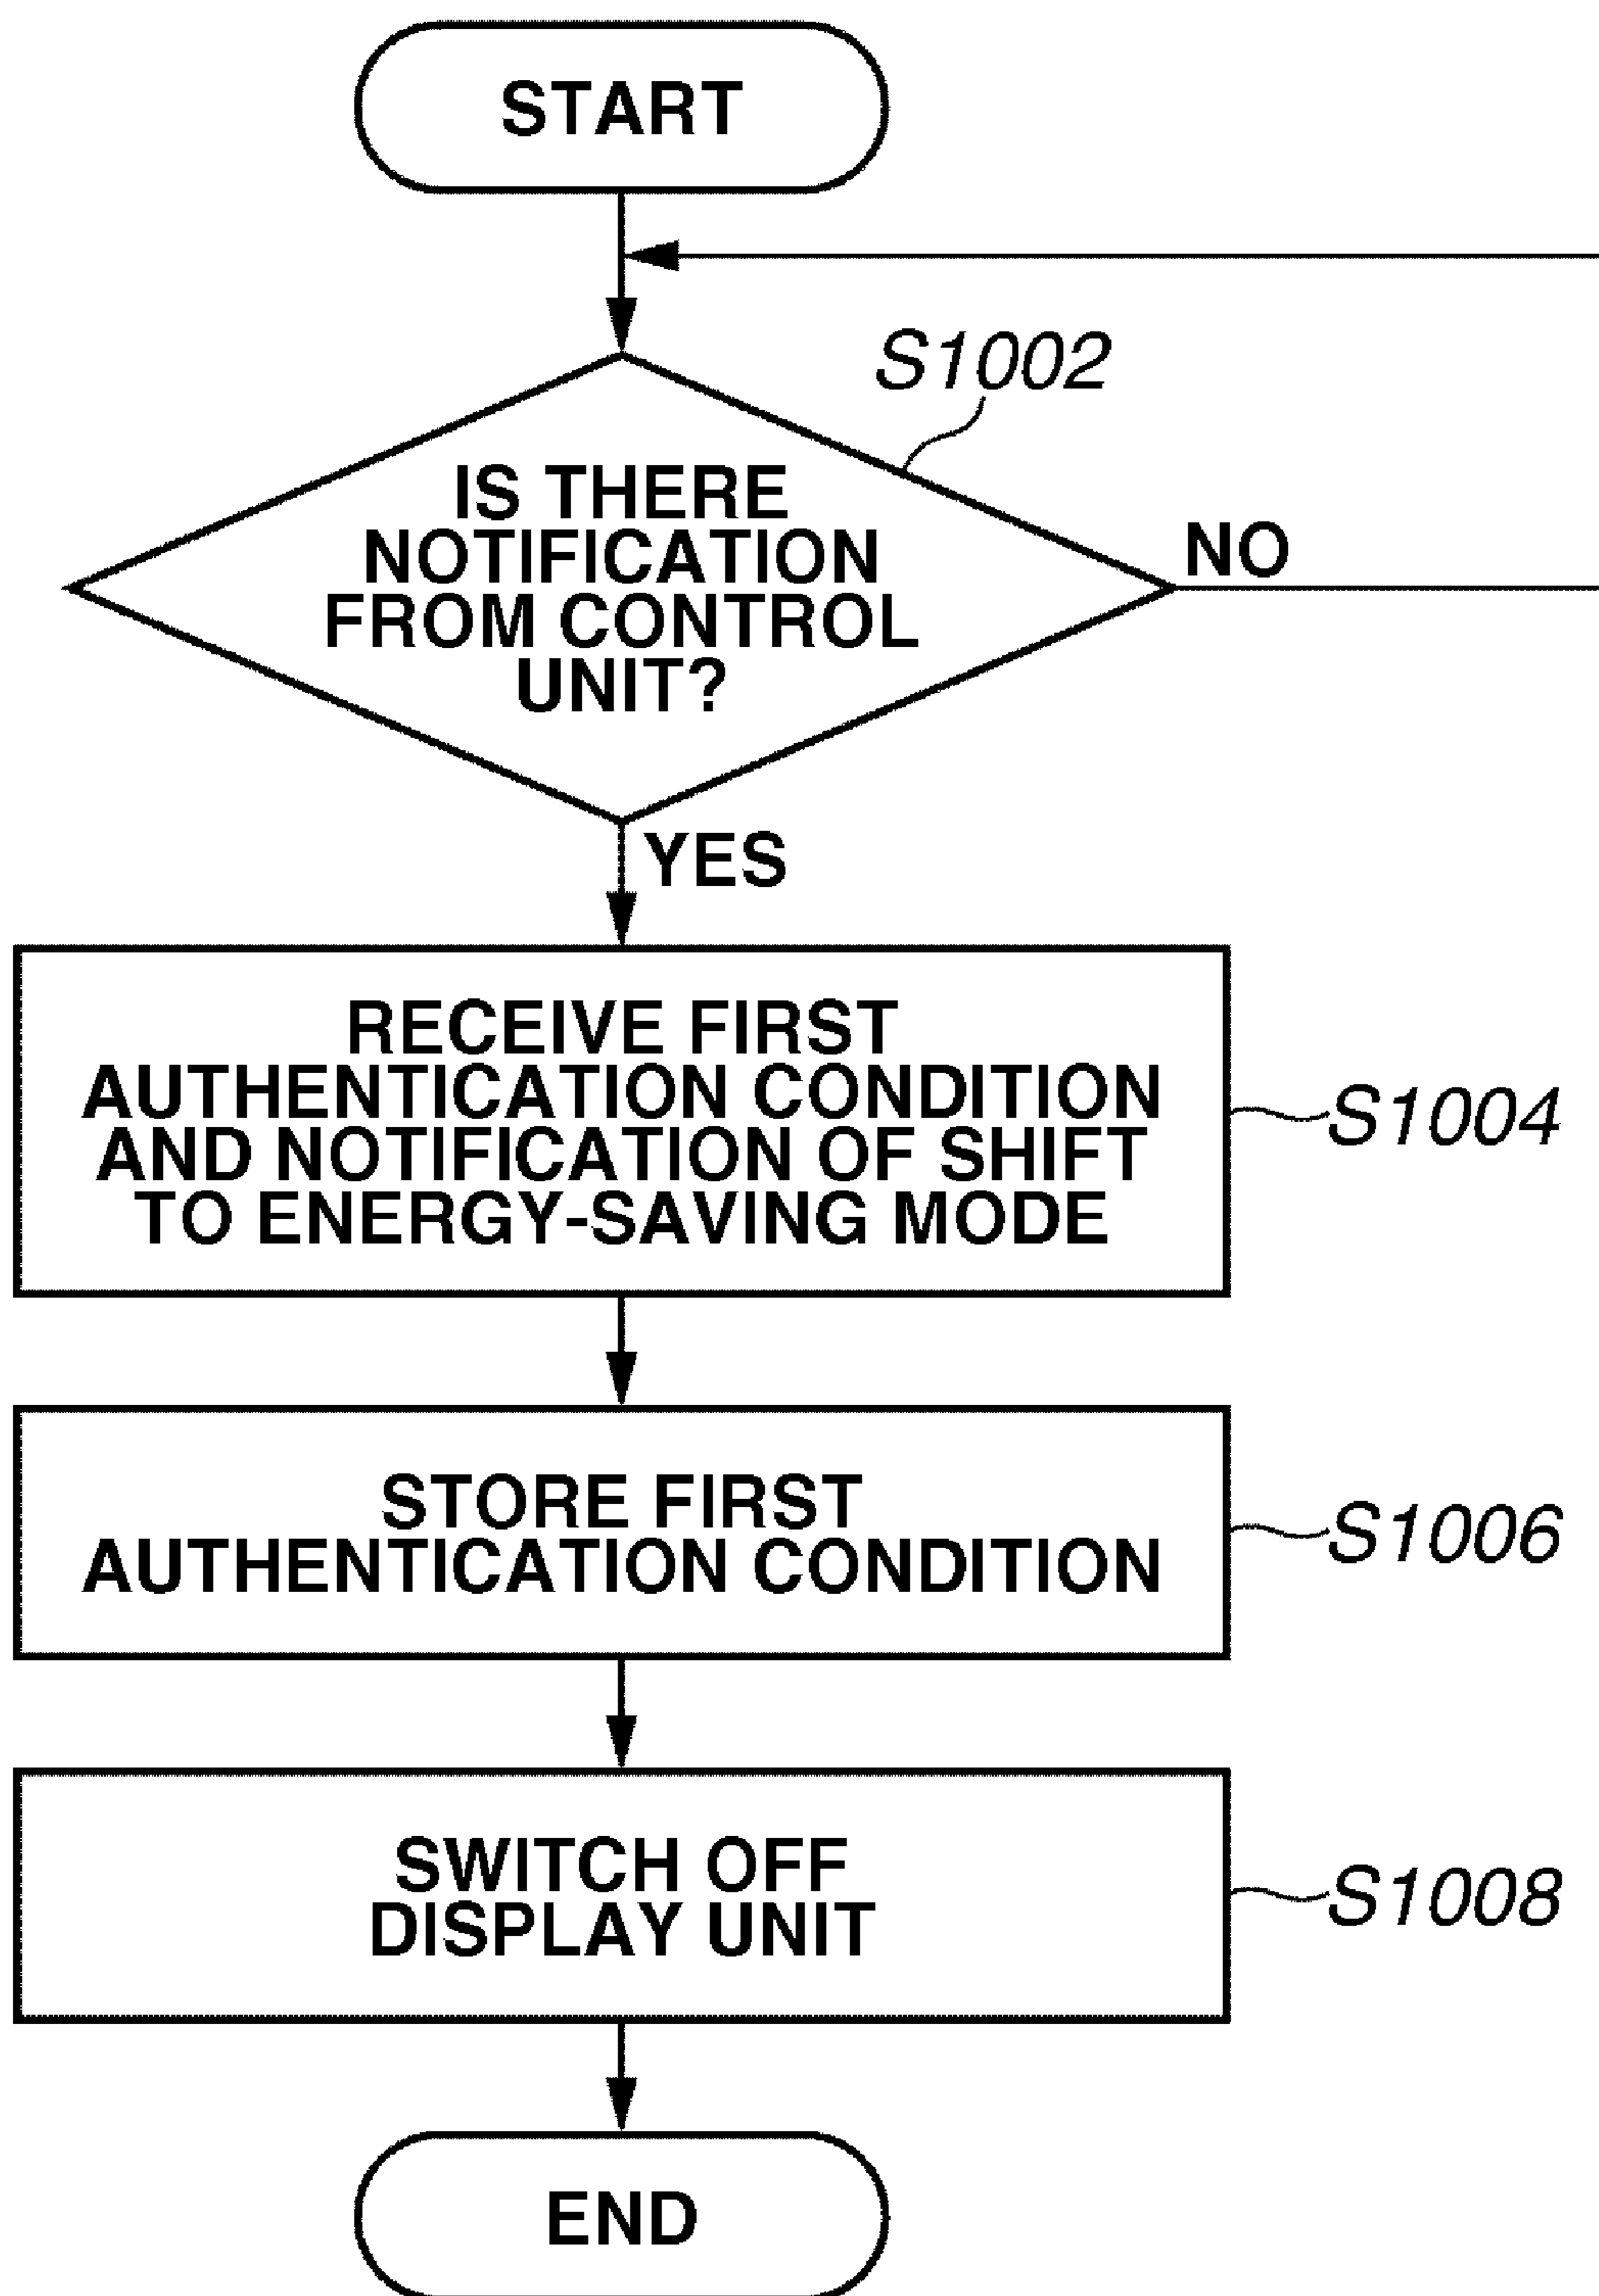 START
S1002
IS THERE
NOTIFICATION
FROM CONTROL
UNIT?
NO
YES
RECEIVE FIRST
AUTHENTICATION CONDITION
AND NOTIFICATION OF SHIFT
TO ENERGY-SAVING MODE
S1004
STORE FIRST
AUTHENTICATION CONDITION
S1006
SWITCH OFF
DISPLAY UNIT
S1008
END